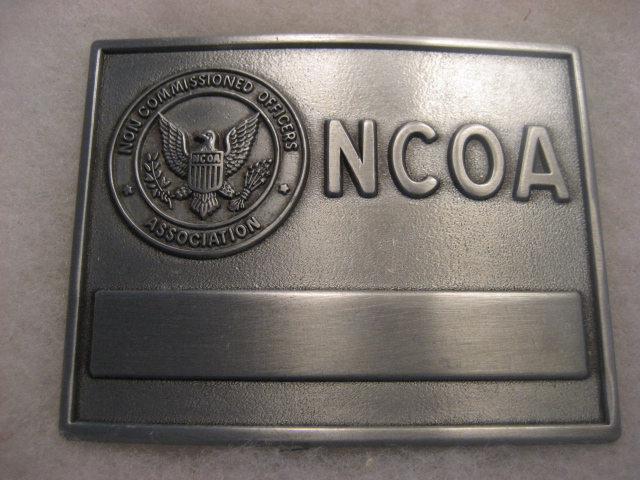 NON COMMISSIONED OFFICERS
ASSOCIATION
NCOA
NCOA